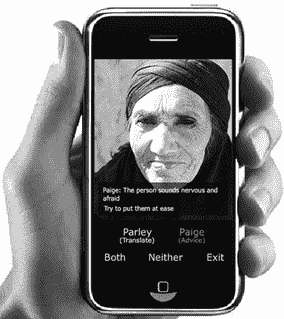 Paige: The person sounds nervous and
afraid
Try to put them at ease
Parley Paige
(Translate) (Advice)
Both Neither Exit